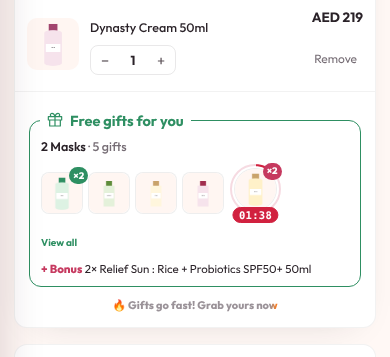 AED 219
Dynasty Cream 50ml
− 1 +
Remove
Free gifts for you
2 Masks · 5 gifts
×2
×2
01:38
View all
+ Bonus 2× Relief Sun : Rice + Probiotics SPF50+ 50ml
🔥 Gifts go fast! Grab yours now